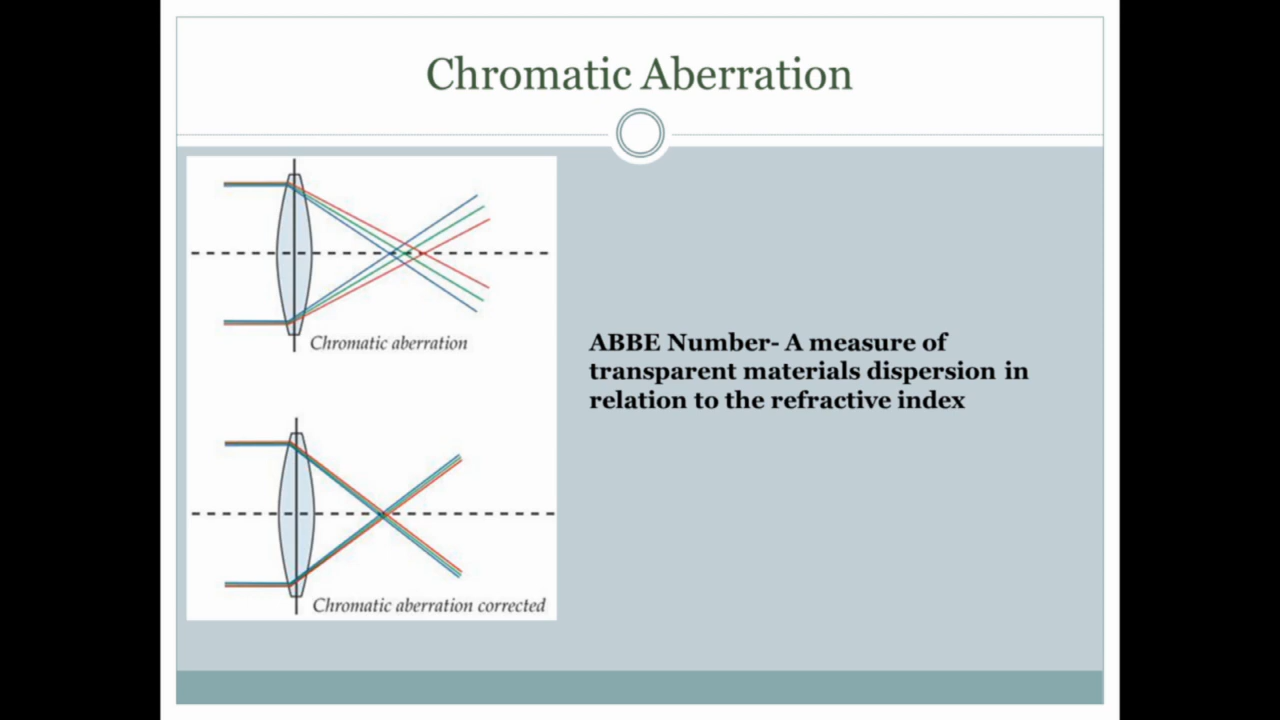 Chromatic Aberration
Chromatic aberration
ABBE Number- A measure of
transparent materials dispersion in
relation to the refractive index
Chromatic aberration corrected